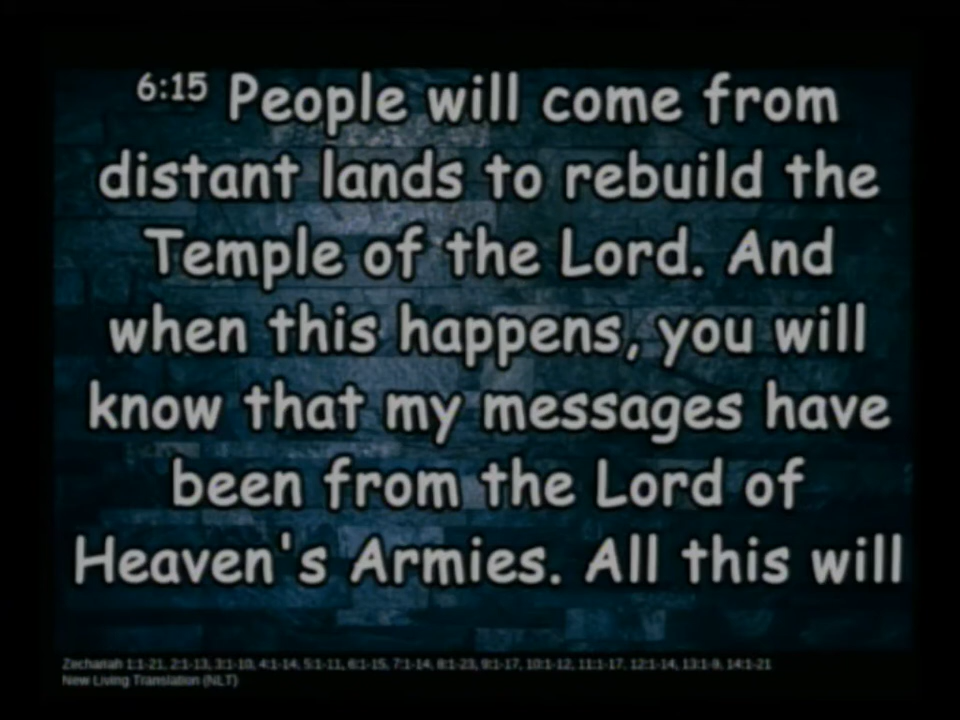 6:15 People will come from
distant lands to rebuild the
Temple of the Lord. And
when this happens, you will
know that my messages have
been from the Lord of
Heaven's Armies. All this will
Zechariah 1:1-21, 2:1-13, 3:1-10, 4:1-14, 5:1-11, 6:1-15, 7:1-14, 8:1-23, 9:1-17, 10:1-12, 11:1-17, 12:1-14, 13:1-9, 14:1-21
New Living Translation (NLT)